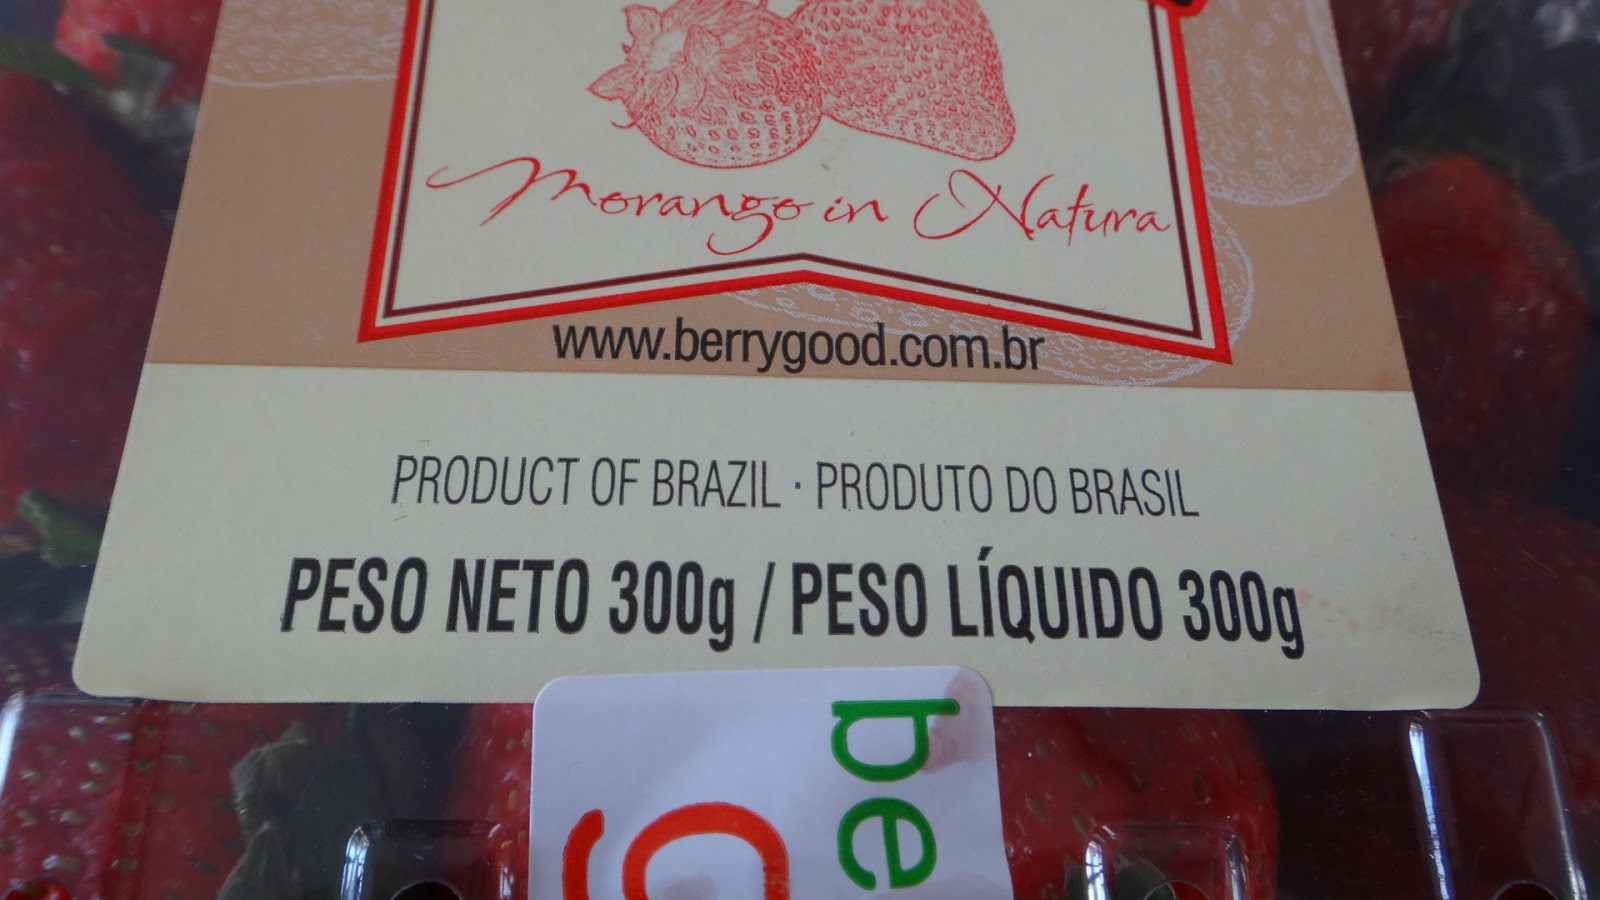 Morango in Natura
www.berrygood.com.br
PRODUCT OF BRAZIL · PRODUTO DO BRASIL
PESO NETO 300g / PESO LÍQUIDO 300g
be